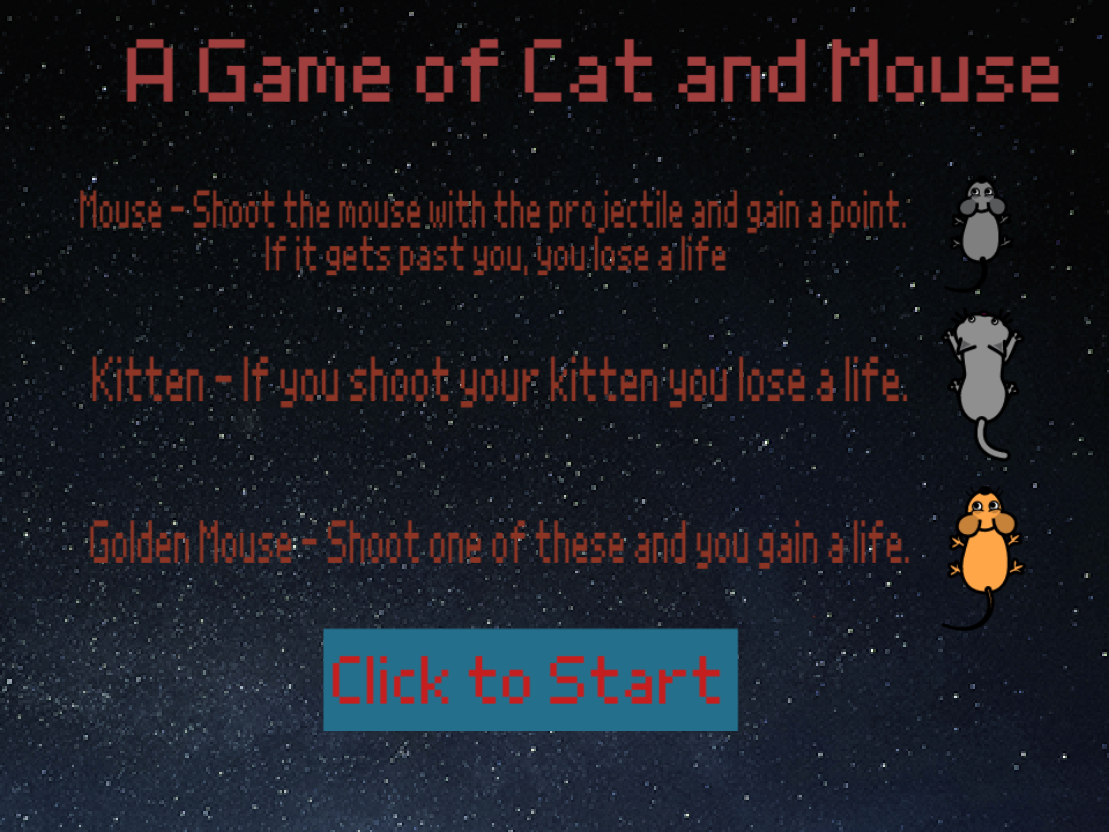 A Game of Cat and Mouse
Mouse - Shoot the mouse with the projectile and gain a point.
If it gets past you, you lose a life
Kitten - If you shoot your kitten you lose a life.
Golden Mouse - Shoot one of these and you gain a life.
Click to Start